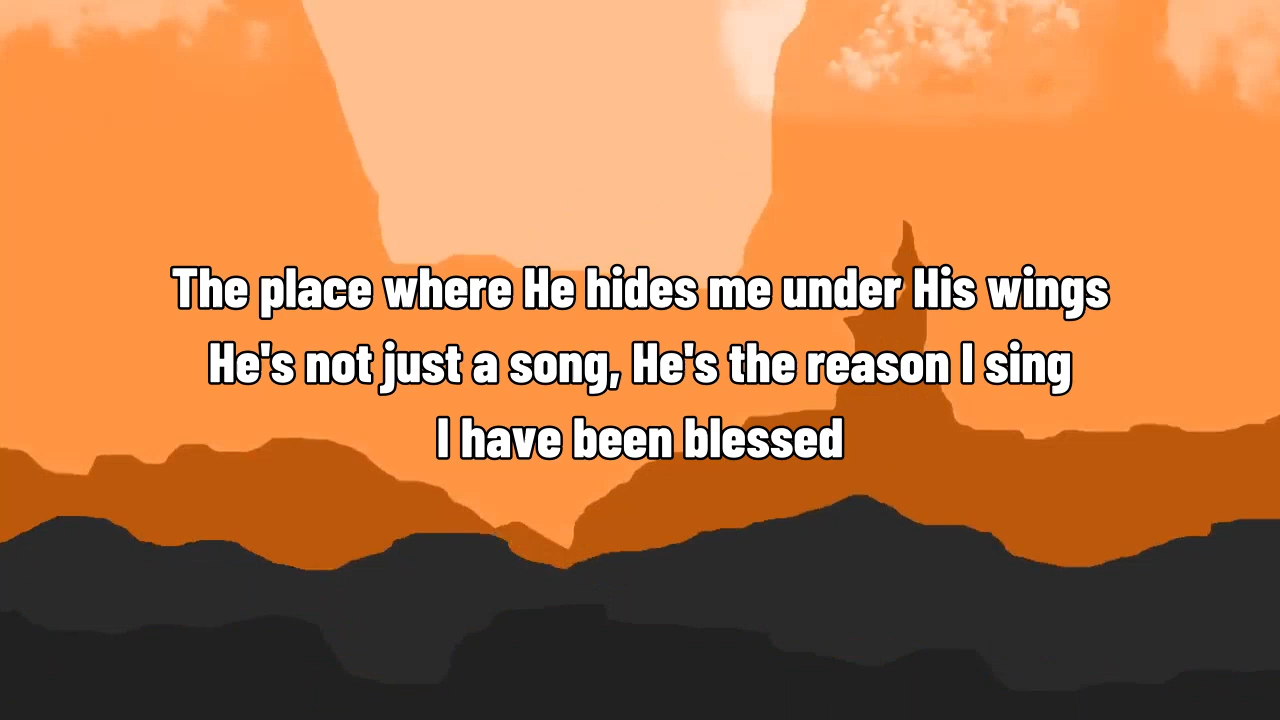 The place where He hides me under His wings
He's not just a song, He's the reason I sing
I have been blessed